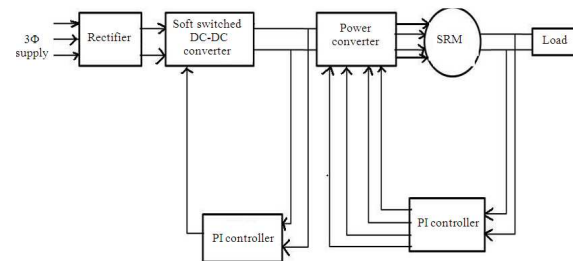 3Φ
supply
Rectifier
Soft switched
DC-DC
converter
Power
converter
SRM
Load
PI controller
PI controller